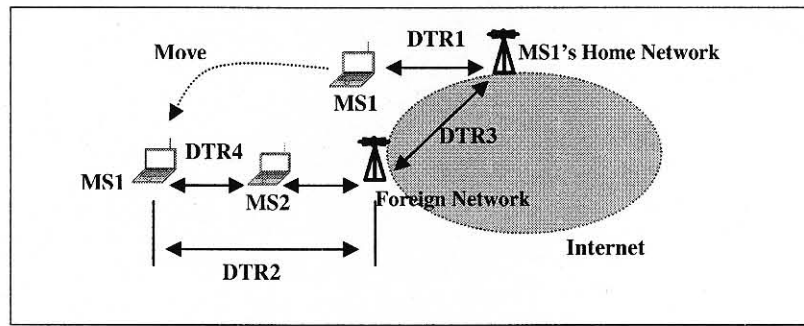 DTR1
MS1's Home Network
Move
MS1
DTR3
DTR4
MS1
MS2
Foreign Network
Internet
DTR2